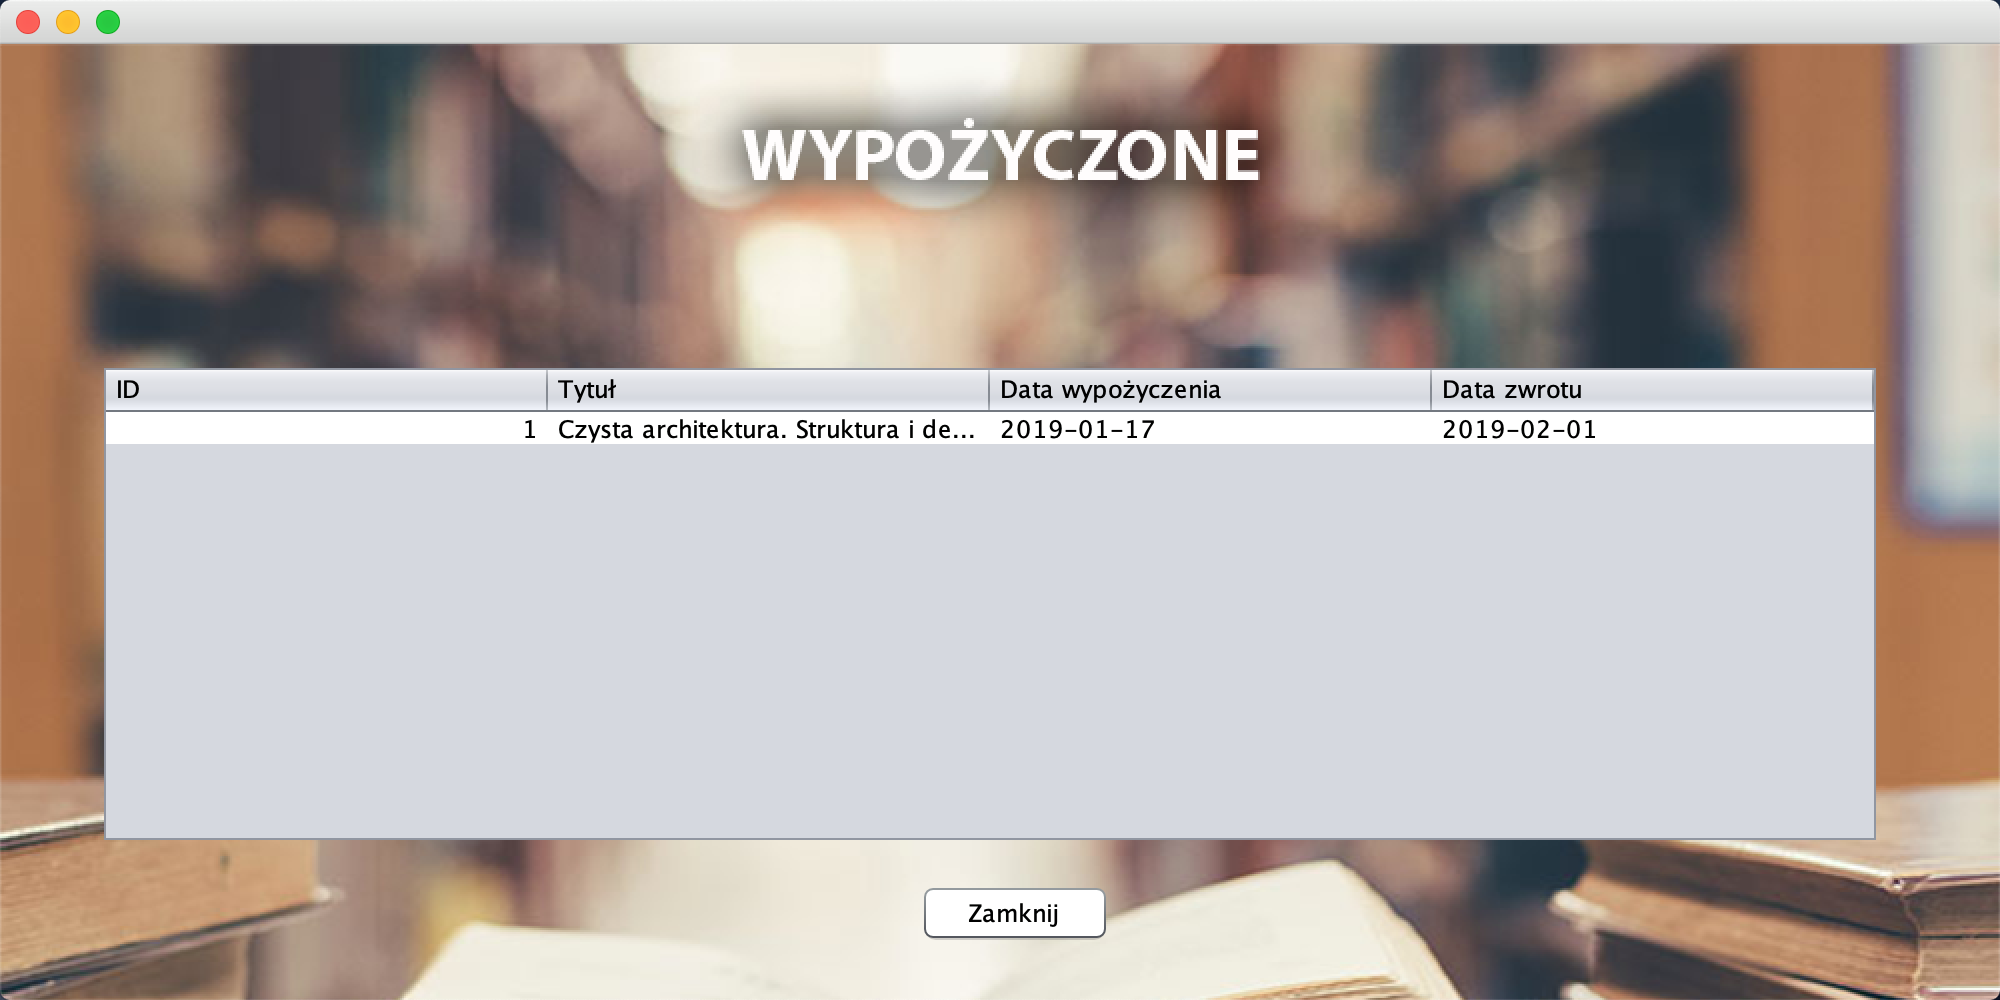 WYPOŻYCZONE
ID Tytuł Data wypożyczenia Data zwrotu
1 Czysta architektura. Struktura i de... 2019-01-17 2019-02-01
Zamknij